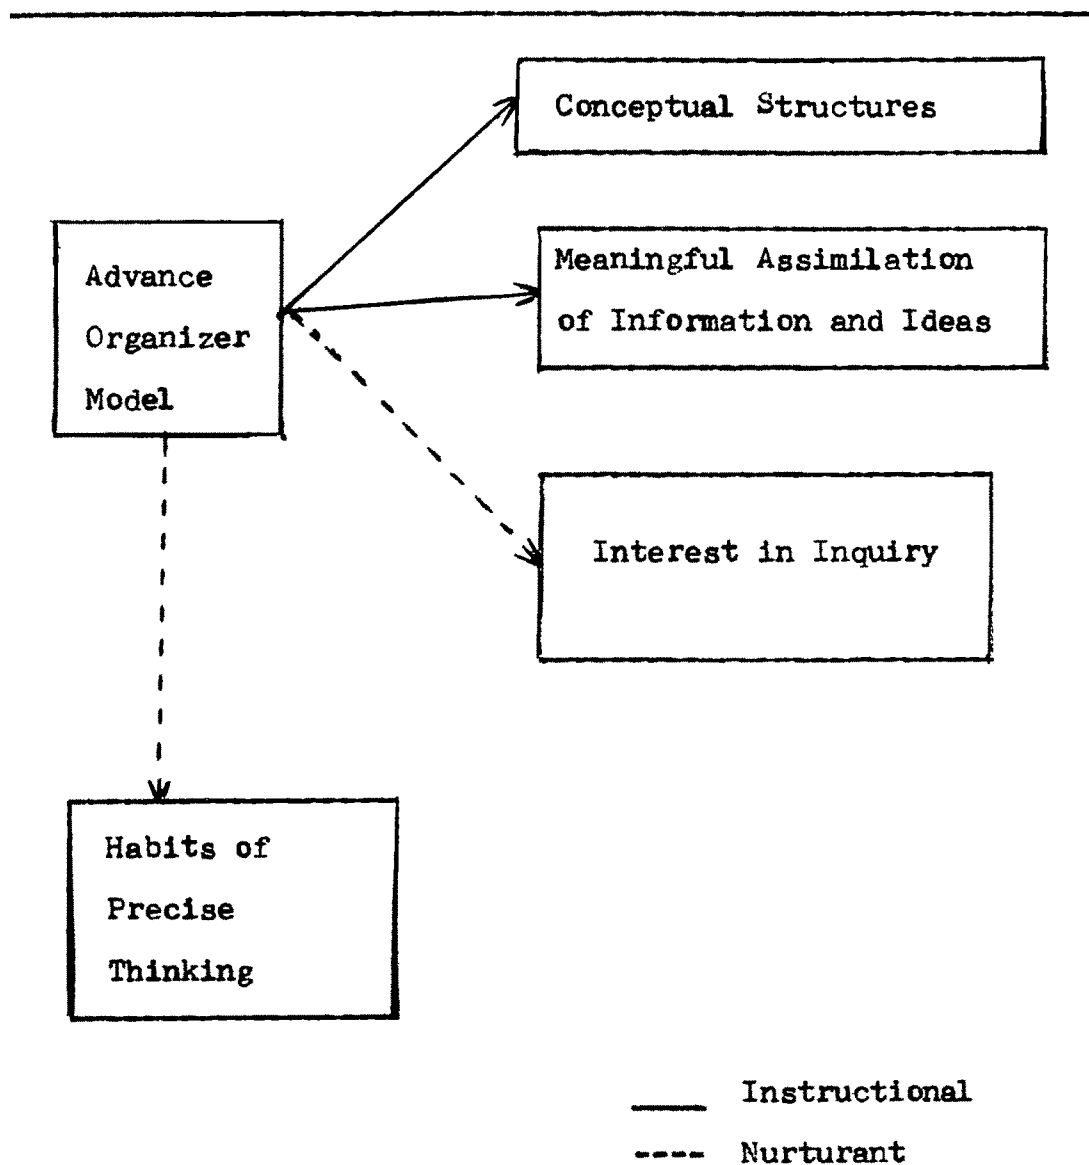 Conceptual Structures
Advance
Organizer
Model
Meaningful Assimilation
of Information and Ideas
Interest in Inquiry
Habits of
Precise
Thinking
Instructional
Nurturant